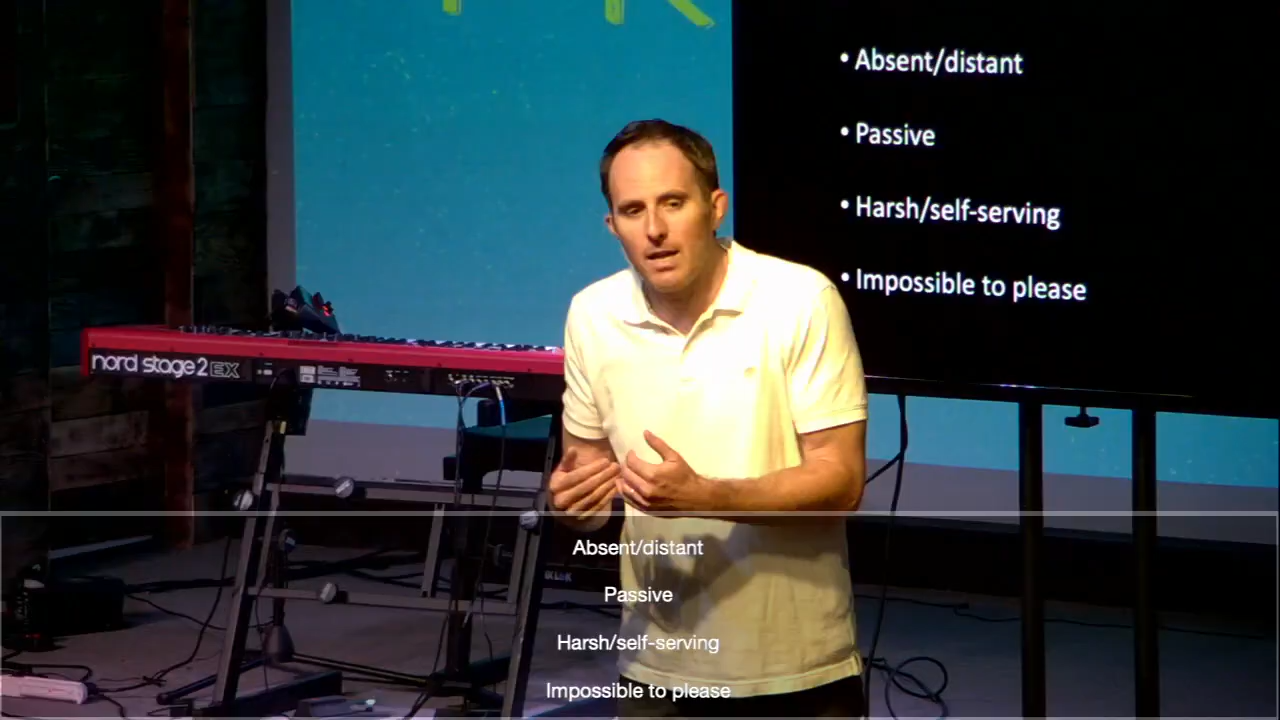 • Absent/distant
• Passive
• Harsh/self-serving
• Impossible to please
nord stage 2 EX
Absent/distant
Passive
Harsh/self-serving
Impossible to please